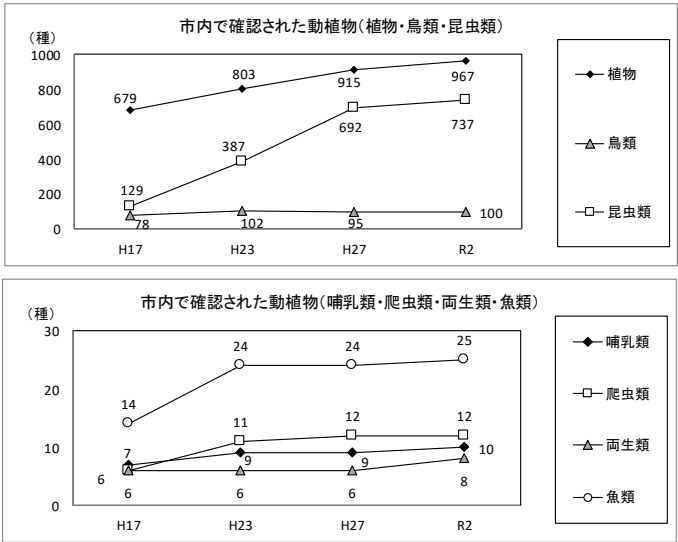 市内で確認された動植物(植物・鳥類・昆虫類)
(種)
1000
800
600
400
200
0
679
803
915
967
129
387
692
737
78
102
95
100
H17
H23
H27
R2
植物
鳥類
昆虫類
市内で確認された動植物(哺乳類・爬虫類・両生類・魚類)
(種)
30
20
10
0
14
24
24
25
7
11
12
12
9
9
10
6
6
6
6
8
H17
H23
H27
R2
哺乳類
爬虫類
両生類
魚類